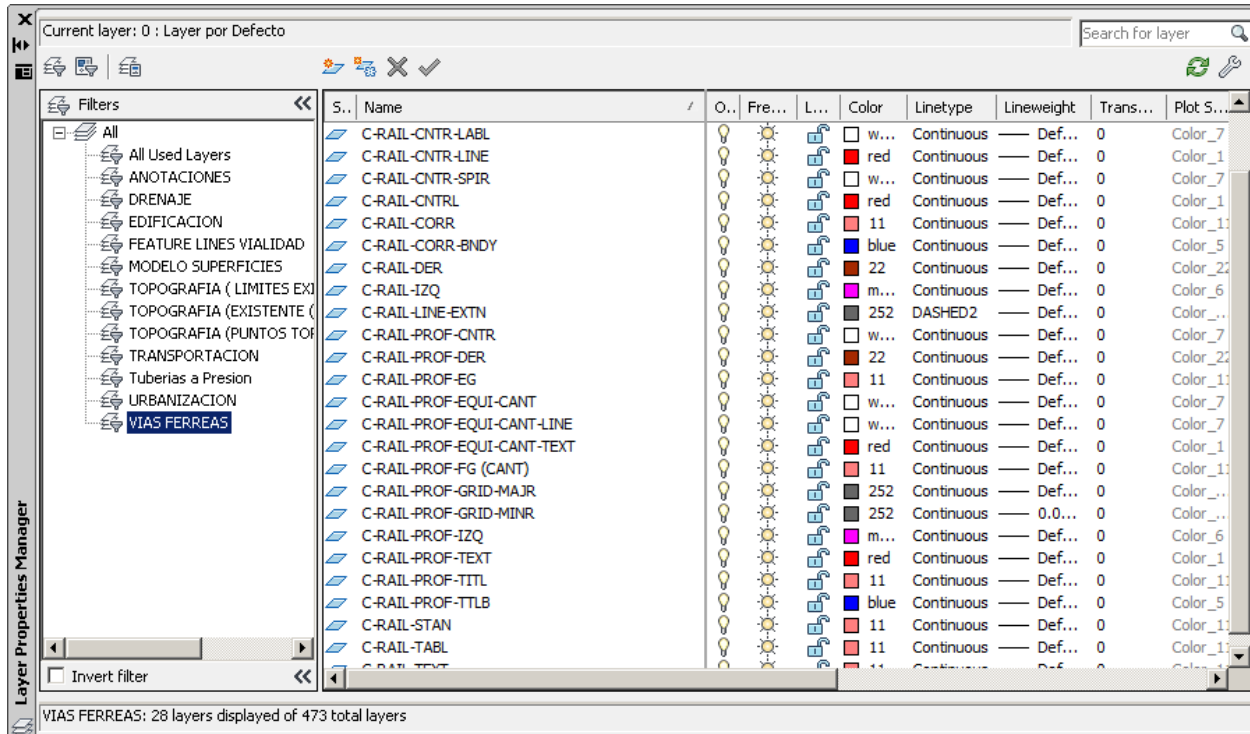 Current layer: 0 : Layer por Defecto
Search for layer
Filters
S.. Name O.. Fre... L... Color Linetype Lineweight Trans... Plot S...
All
All Used Layers
ANOTACIONES
DRENAJE
EDIFICACION
FEATURE LINES VIALIDAD
MODELO SUPERFICIES
TOPOGRAFIA ( LIMITES EXI
TOPOGRAFIA (EXISTENTE (
TOPOGRAFIA (PUNTOS TOP
TRANSPORTACION
Tuberias a Presion
URBANIZACION
VIAS FERREAS
C-RAIL-CNTR-LABL w... Continuous Def... 0 Color_7
C-RAIL-CNTR-LINE red Continuous Def... 0 Color_1
C-RAIL-CNTR-SPIR w... Continuous Def... 0 Color_7
C-RAIL-CNTRL red Continuous Def... 0 Color_1
C-RAIL-CORR 11 Continuous Def... 0 Color_11
C-RAIL-CORR-BNDY blue Continuous Def... 0 Color_5
C-RAIL-DER 22 Continuous Def... 0 Color_22
C-RAIL-IZQ m... Continuous Def... 0 Color_6
C-RAIL-LINE-EXTN 252 DASHED2 Def... 0 Color_...
C-RAIL-PROF-CNTR w... Continuous Def... 0 Color_7
C-RAIL-PROF-DER 22 Continuous Def... 0 Color_22
C-RAIL-PROF-EG 11 Continuous Def... 0 Color_11
C-RAIL-PROF-EQUI-CANT w... Continuous Def... 0 Color_7
C-RAIL-PROF-EQUI-CANT-LINE w... Continuous Def... 0 Color_7
C-RAIL-PROF-EQUI-CANT-TEXT red Continuous Def... 0 Color_1
C-RAIL-PROF-FG (CANT) 11 Continuous Def... 0 Color_11
C-RAIL-PROF-GRID-MAJR 252 Continuous Def... 0 Color_...
C-RAIL-PROF-GRID-MINR 252 Continuous 0.0... 0 Color_...
C-RAIL-PROF-IZQ m... Continuous Def... 0 Color_6
C-RAIL-PROF-TEXT red Continuous Def... 0 Color_1
C-RAIL-PROF-TITL 11 Continuous Def... 0 Color_11
C-RAIL-PROF-TTLB blue Continuous Def... 0 Color_5
C-RAIL-STAN 11 Continuous Def... 0 Color_11
C-RAIL-TABL 11 Continuous Def... 0 Color_11
Invert filter
Layer Properties Manager
VIAS FERREAS: 28 layers displayed of 473 total layers